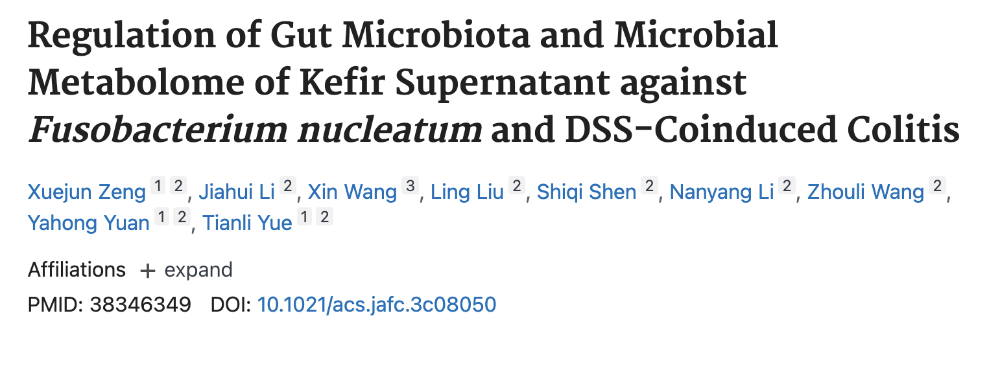 Regulation of Gut Microbiota and Microbial
Metabolome of Kefir Supernatant against
Fusobacterium nucleatum and DSS-Coinduced Colitis
Xuejun Zeng 1 2, Jiahui Li 2, Xin Wang 3, Ling Liu 2, Shiqi Shen 2, Nanyang Li 2, Zhouli Wang 2,
Yahong Yuan 1 2, Tianli Yue 1 2
Affiliations + expand
PMID: 38346349 DOI: 10.1021/acs.jafc.3c08050